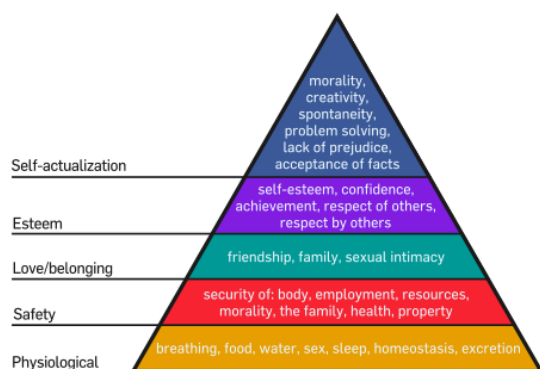 morality,
creativity,
spontaneity,
problem solving,
lack of prejudice,
acceptance of facts
Self-actualization
self-esteem, confidence,
achievement, respect of others,
respect by others
Esteem
friendship, family, sexual intimacy
Love/belonging
security of: body, employment, resources,
morality, the family, health, property
Safety
breathing, food, water, sex, sleep, homeostasis, excretion
Physiological